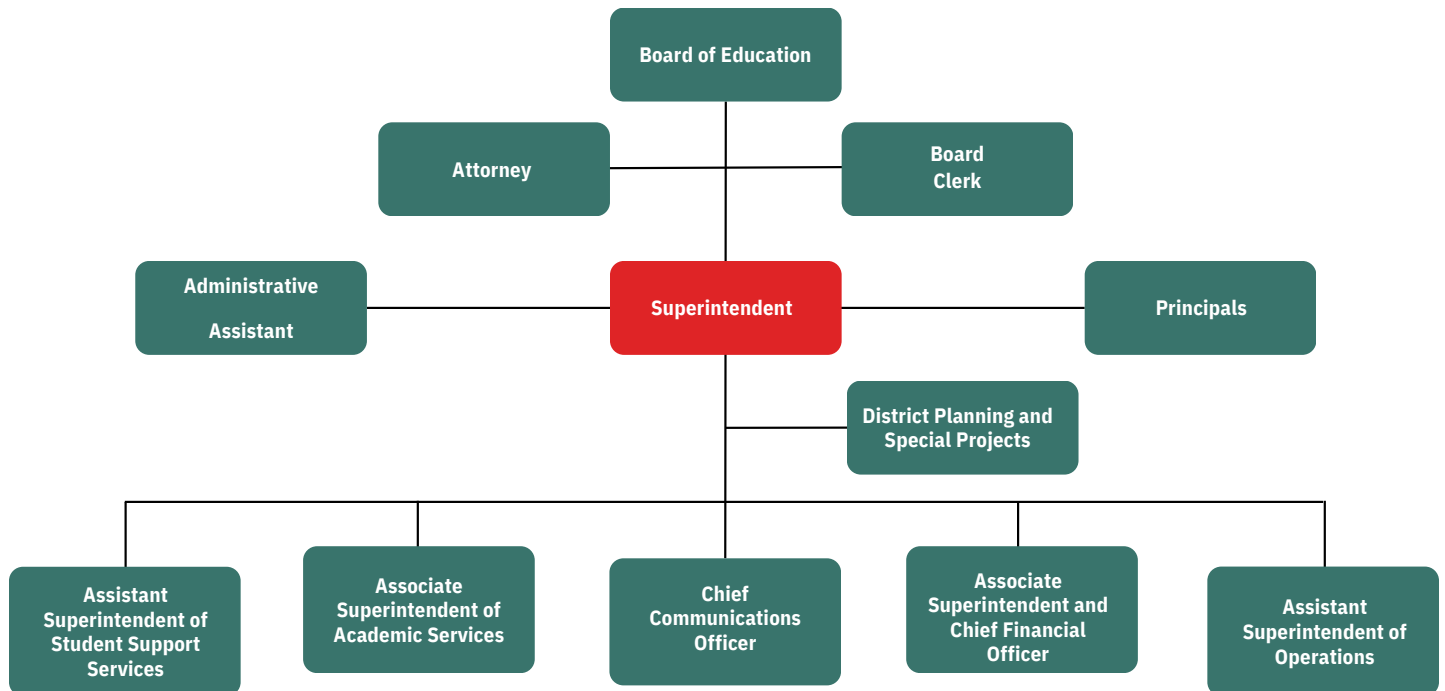 Board of Education
Attorney
Board
Clerk
Administrative
Assistant
Superintendent
Principals
District Planning and
Special Projects
Assistant
Superintendent of
Student Support
Services
Associate
Superintendent of
Academic Services
Chief
Communications
Officer
Associate
Superintendent and
Chief Financial
Officer
Assistant
Superintendent of
Operations